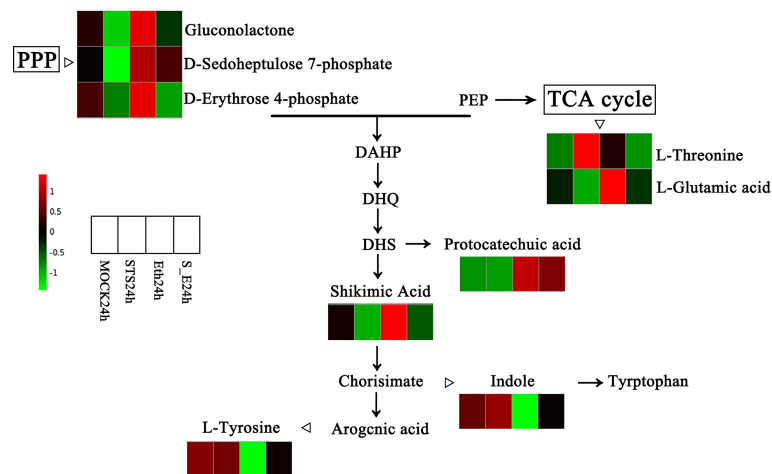 Gluconolactone
PPP
D-Sedoheptulose 7-phosphate
D-Erythrose 4-phosphate
PEP
TCA cycle
DAHP
L-Threonine
L-Glutamic acid
DHQ
1
0.5
0
-0.5
-1
DHS
Protocatechuic acid
MOCK24h
STS24h
Eth24h
S_E24h
Shikimic Acid
Chorisimate
Indole
Tyrptophan
L-Tyrosine
Arogcnic acid